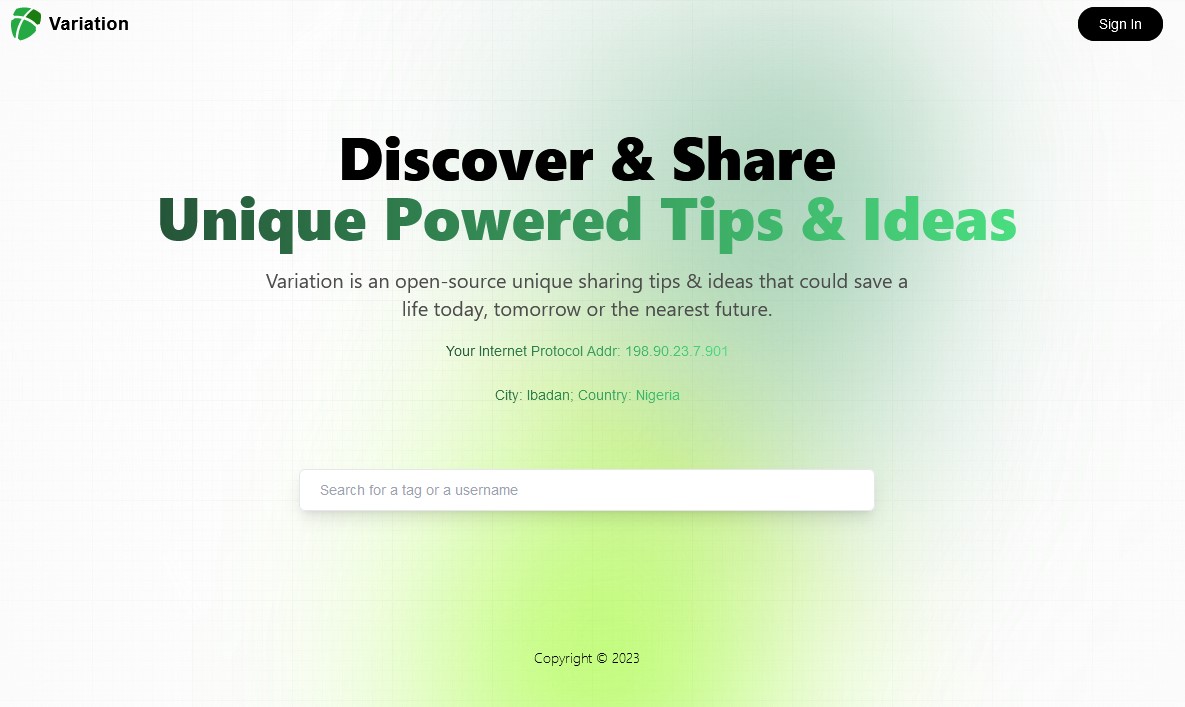 Variation
Sign In
Discover & Share
Unique Powered Tips & Ideas
Variation is an open-source unique sharing tips & ideas that could save a
life today, tomorrow or the nearest future.
Your Internet Protocol Addr: 198.90.23.7.901
City: Ibadan; Country: Nigeria
Search for a tag or a username
Copyright © 2023